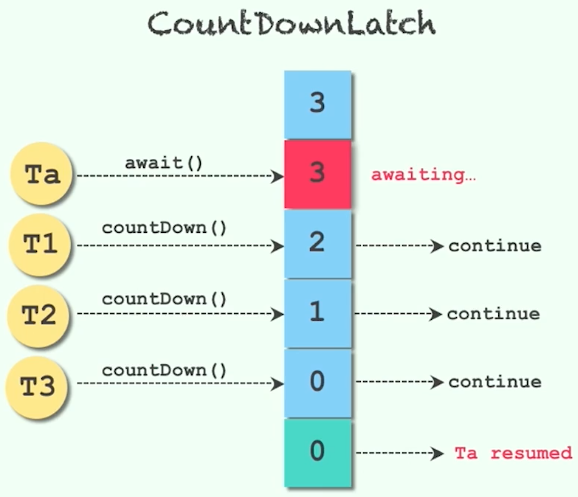 CountDownLatch
3
Ta await() 3 awaiting…
T1 countDown() 2 continue
T2 countDown() 1 continue
T3 countDown() 0 continue
0 Ta resumed